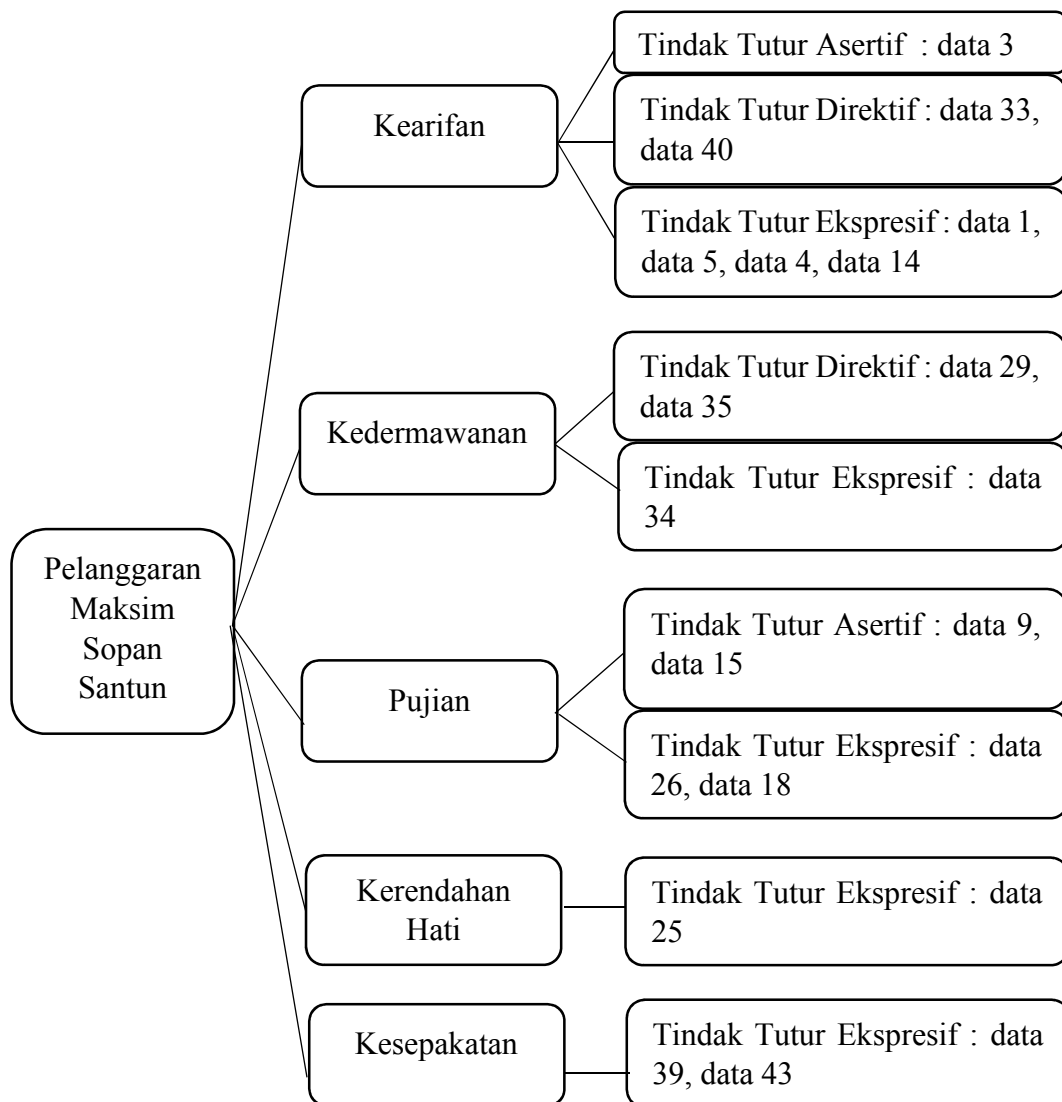 Pelanggaran
Maksim
Sopan
Santun
Kearifan
Tindak Tutur Asertif : data 3
Tindak Tutur Direktif : data 33,
data 40
Tindak Tutur Ekspresif : data 1,
data 5, data 4, data 14
Kedermawanan
Tindak Tutur Direktif : data 29,
data 35
Tindak Tutur Ekspresif : data
34
Pujian
Tindak Tutur Asertif : data 9,
data 15
Tindak Tutur Ekspresif : data
26, data 18
Kerendahan
Hati
Tindak Tutur Ekspresif : data
25
Kesepakatan
Tindak Tutur Ekspresif : data
39, data 43